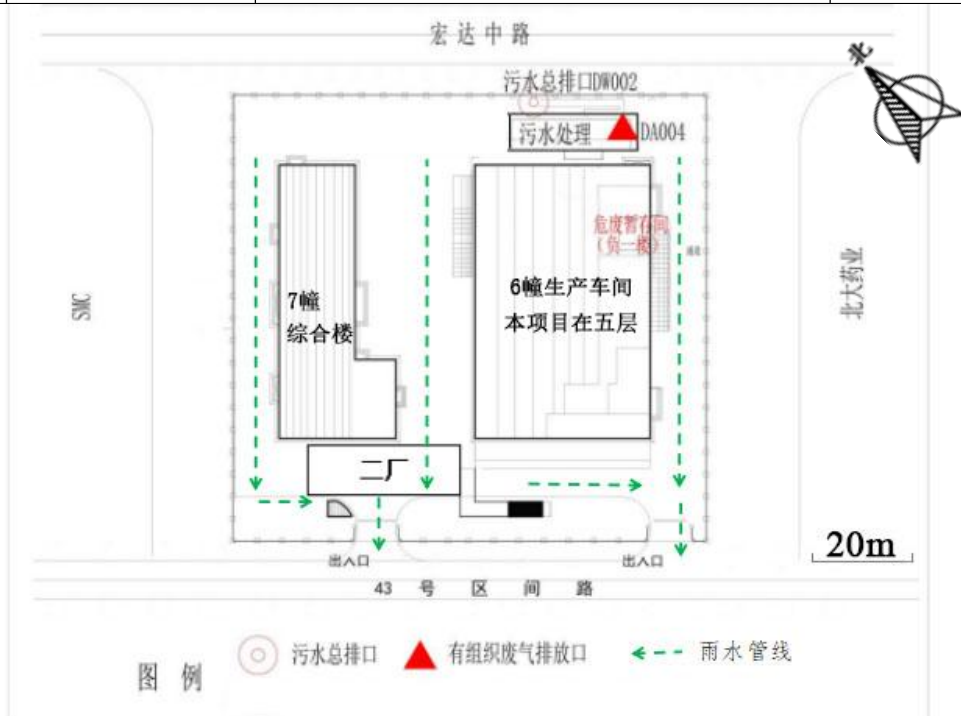 宏达中路
北
污水总排口DW002
污水处理
DA004
危废暂存间
(负一楼)
7幢
综合楼
6幢生产车间
本项目在五层
SMC
北大药业
二厂
出入口
出入口
20m
43号区间路
图例
污水总排口
有组织废气排放口
雨水管线